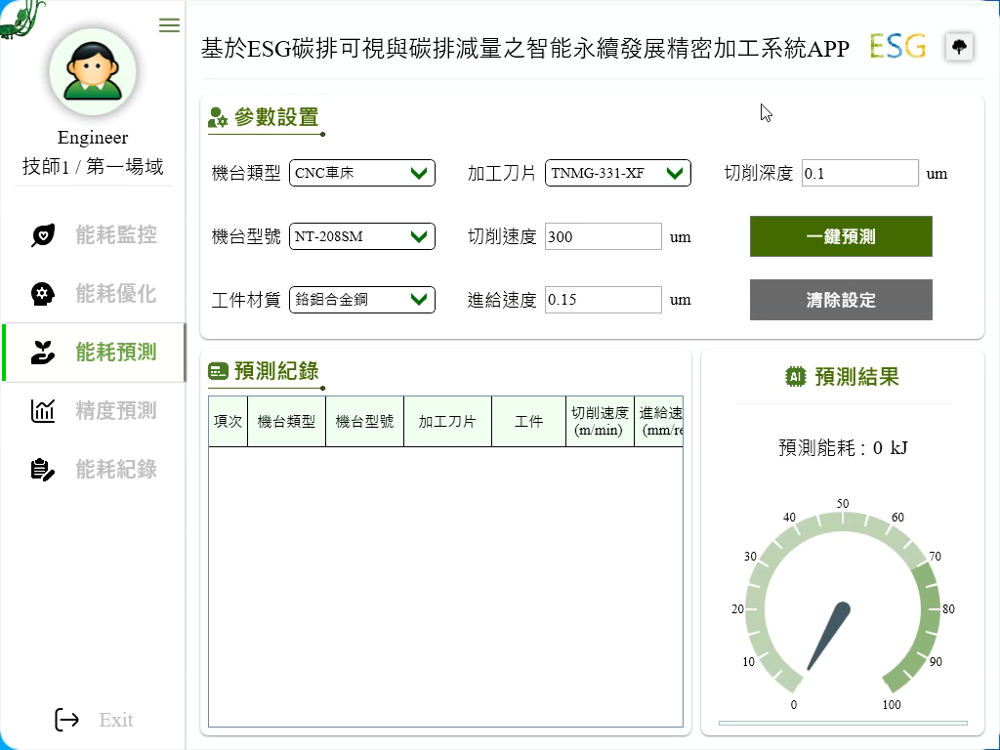 基於ESG碳排可視與碳排減量之智能永續發展精密加工系統APP
ESG
Engineer
技師1 / 第一場域
能耗監控
能耗優化
能耗預測
精度預測
能耗紀錄
Exit
參數設置
機台類型 CNC車床 加工刀片 TNMG-331-XF 切削深度 0.1 um
機台型號 NT-208SM 切削速度 300 um 一鍵預測
工件材質 鉻鉬合金鋼 進給速度 0.15 um 清除設定
預測紀錄
項次 機台類型 機台型號 加工刀片 工件 切削速度 (m/min) 進給速 (mm/re
AI 預測結果
預測能耗 : 0 kJ
0
10
20
30
40
50
60
70
80
90
100